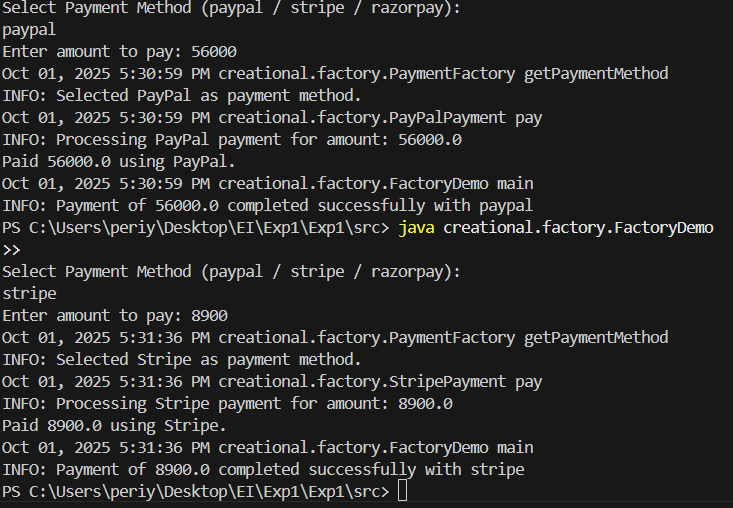 Select Payment Method (paypal / stripe / razorpay):
paypal
Enter amount to pay: 56000
Oct 01, 2025 5:30:59 PM creational.factory.PaymentFactory getPaymentMethod
INFO: Selected PayPal as payment method.
Oct 01, 2025 5:30:59 PM creational.factory.PayPalPayment pay
INFO: Processing PayPal payment for amount: 56000.0
Paid 56000.0 using PayPal.
Oct 01, 2025 5:30:59 PM creational.factory.FactoryDemo main
INFO: Payment of 56000.0 completed successfully with paypal
PS C:\Users\periy\Desktop\EI\Exp1\Exp1\src> java creational.factory.FactoryDemo
>>
Select Payment Method (paypal / stripe / razorpay):
stripe
Enter amount to pay: 8900
Oct 01, 2025 5:31:36 PM creational.factory.PaymentFactory getPaymentMethod
INFO: Selected Stripe as payment method.
Oct 01, 2025 5:31:36 PM creational.factory.StripePayment pay
INFO: Processing Stripe payment for amount: 8900.0
Paid 8900.0 using Stripe.
Oct 01, 2025 5:31:36 PM creational.factory.FactoryDemo main
INFO: Payment of 8900.0 completed successfully with stripe
PS C:\Users\periy\Desktop\EI\Exp1\Exp1\src>